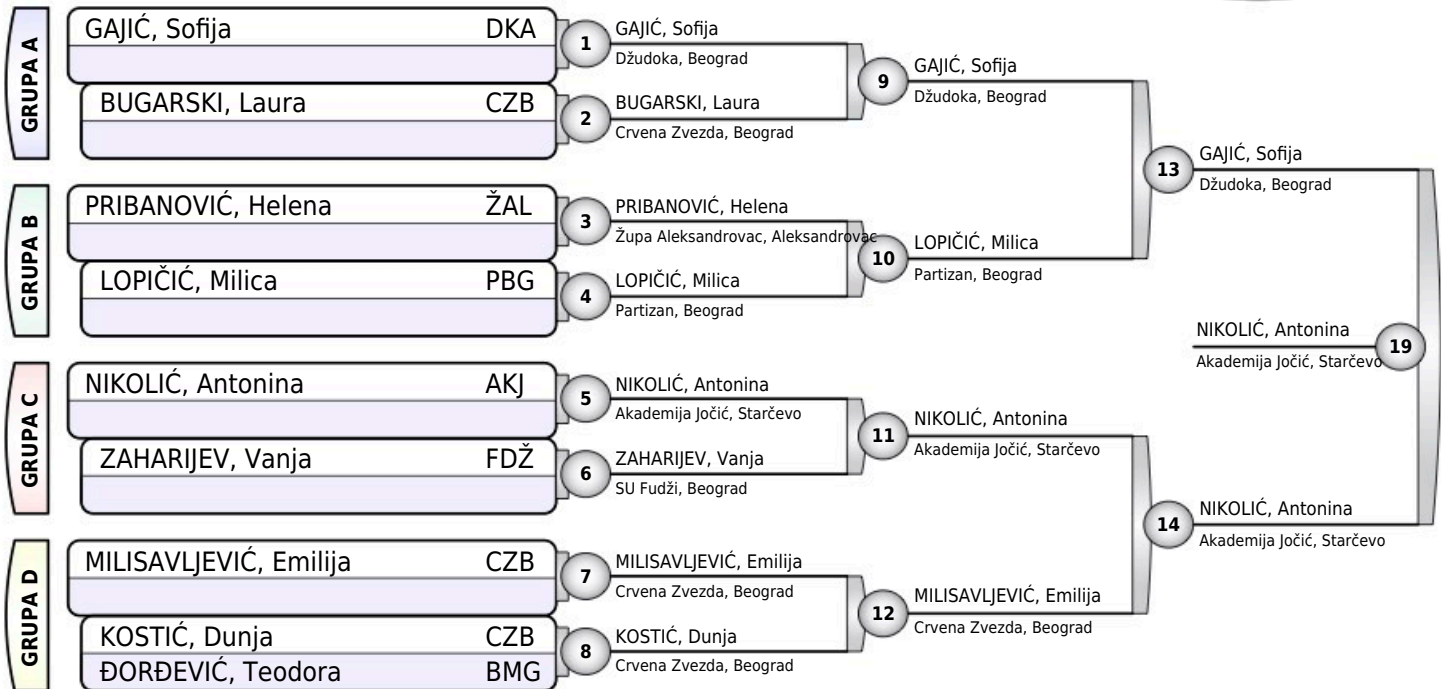 GRUPA A
GAJIĆ, Sofija DKA
BUGARSKI, Laura CZB
GRUPA B
PRIBANOVIĆ, Helena ŽAL
LOPIČIĆ, Milica PBG
GRUPA C
NIKOLIĆ, Antonina AKJ
ZAHARIJEV, Vanja FDŽ
GRUPA D
MILISAVLJEVIĆ, Emilija CZB
KOSTIĆ, Dunja CZB
ĐORĐEVIĆ, Teodora BMG
1
GAJIĆ, Sofija
Džudoka, Beograd
2
BUGARSKI, Laura
Crvena Zvezda, Beograd
3
PRIBANOVIĆ, Helena
Župa Aleksandrovac, Aleksandrovac
4
LOPIČIĆ, Milica
Partizan, Beograd
5
NIKOLIĆ, Antonina
Akademija Jočić, Starčevo
6
ZAHARIJEV, Vanja
SU Fudži, Beograd
7
MILISAVLJEVIĆ, Emilija
Crvena Zvezda, Beograd
8
KOSTIĆ, Dunja
Crvena Zvezda, Beograd
9
GAJIĆ, Sofija
Džudoka, Beograd
10
LOPIČIĆ, Milica
Partizan, Beograd
11
NIKOLIĆ, Antonina
Akademija Jočić, Starčevo
12
MILISAVLJEVIĆ, Emilija
Crvena Zvezda, Beograd
13
GAJIĆ, Sofija
Džudoka, Beograd
14
NIKOLIĆ, Antonina
Akademija Jočić, Starčevo
NIKOLIĆ, Antonina
Akademija Jočić, Starčevo
19